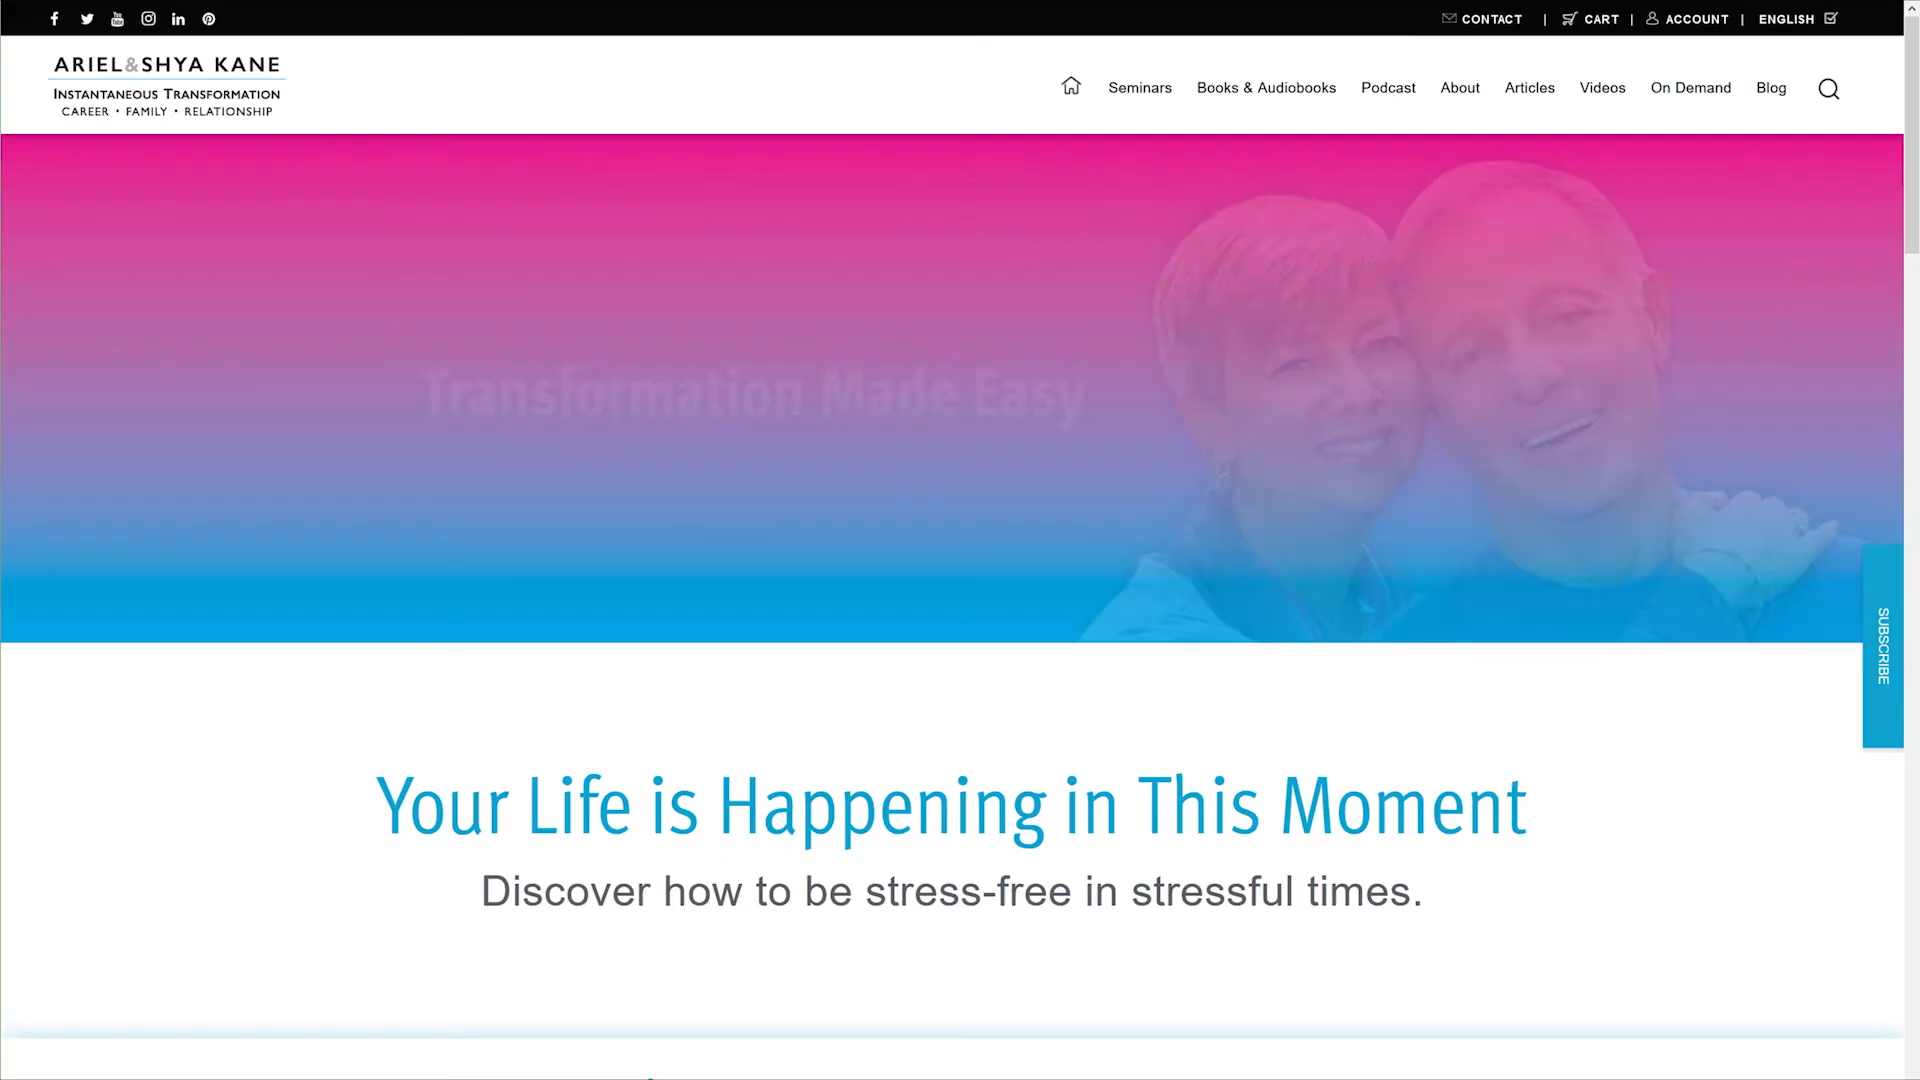 CONTACT | CART | ACCOUNT | ENGLISH
ARIEL&SHYA KANE
INSTANTANEOUS TRANSFORMATION
CAREER • FAMILY • RELATIONSHIP
Seminars Books & Audiobooks Podcast About Articles Videos On Demand Blog
Transformation Made Easy
SUBSCRIBE
Your Life is Happening in This Moment
Discover how to be stress-free in stressful times.